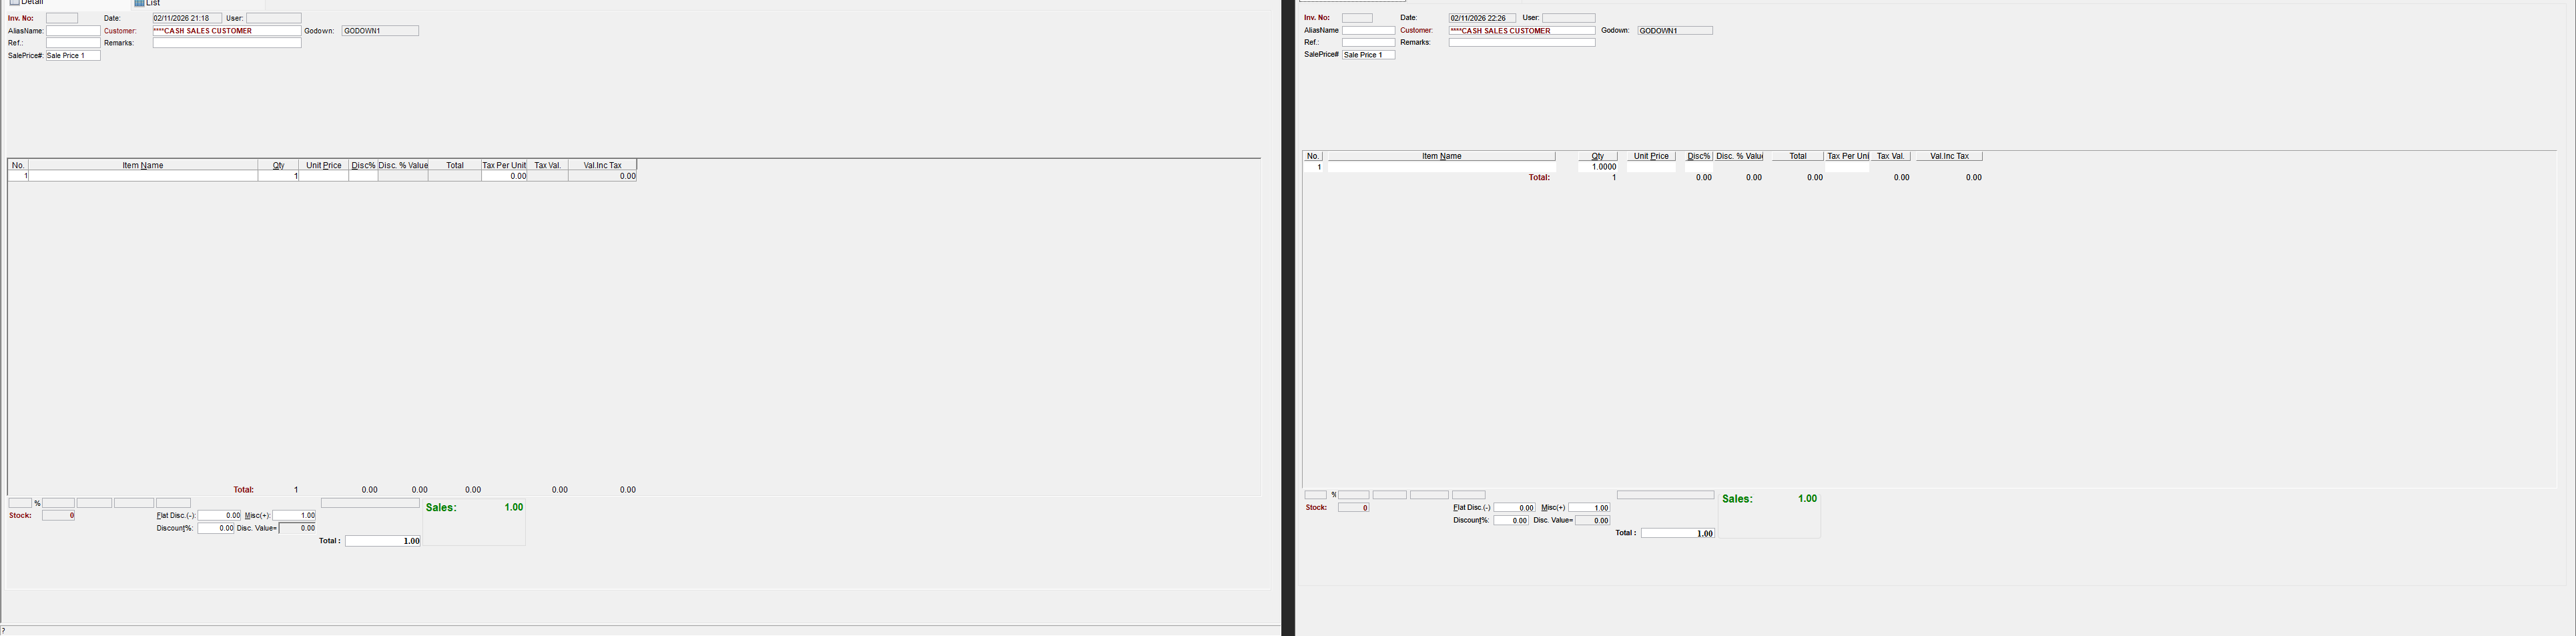 Detail List
Inv. No: Date: 02/11/2026 21:18 User:
AliasName: Customer: ****CASH SALES CUSTOMER Godown: GODOWN1
Ref.: Remarks:
SalePrice#: Sale Price 1
No. Item Name Qty Unit Price Disc% Disc. % Value Total Tax Per Unit Tax Val. Val.Inc Tax
1 1 0.00 0.00
Total: 1 0.00 0.00 0.00 0.00 0.00
%
Sales: 1.00
Stock: 0 Flat Disc.(-): 0.00 Misc(+): 1.00
Discount%: 0.00 Disc. Value= 0.00
Total : 1.00
?
Inv. No: Date: 02/11/2026 22:26 User:
AliasName Customer: ****CASH SALES CUSTOMER Godown: GODOWN1
Ref.: Remarks:
SalePrice# Sale Price 1
No. Item Name Qty Unit Price Disc% Disc. % Valu Total Tax Per Uni Tax Val. Val.Inc Tax
1 1.0000
Total: 1 0.00 0.00 0.00 0.00 0.00
%
Sales: 1.00
Stock: 0 Flat Disc.(-) 0.00 Misc(+) 1.00
Discount%: 0.00 Disc. Value= 0.00
Total : 1.00